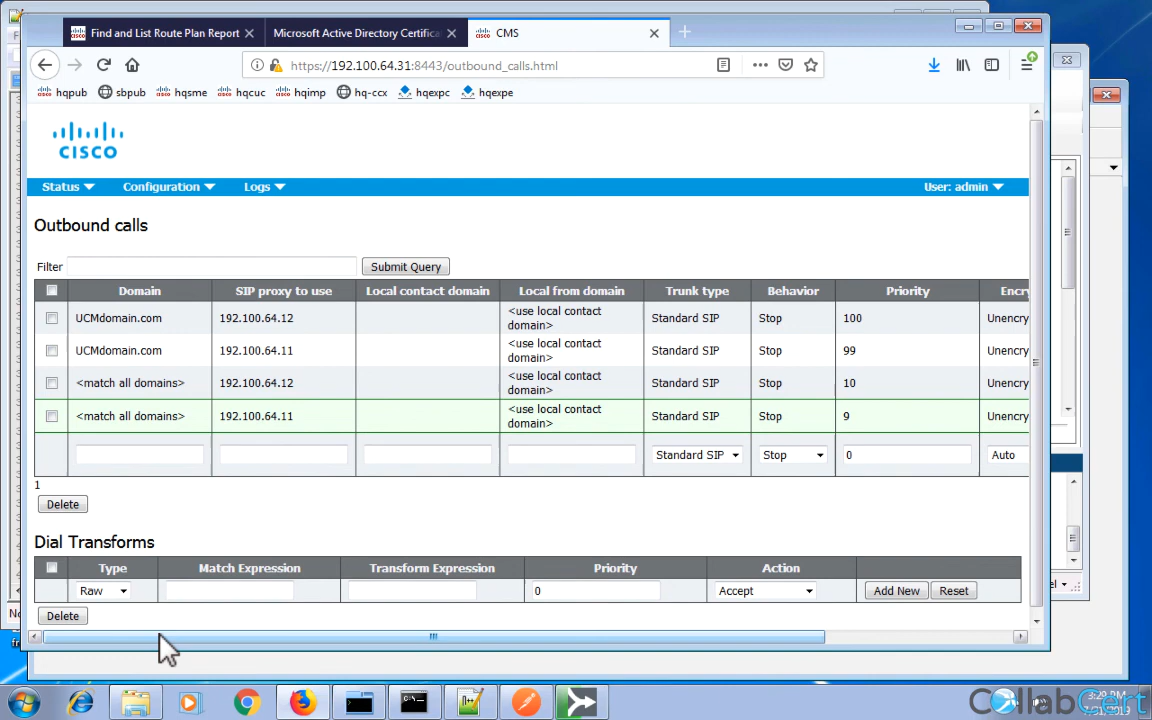 Find and List Route Plan Report
Microsoft Active Directory Certifica
CMS
https://192.100.64.31:8443/outbound_calls.html
hqpub
sbpub
hqsme
hqcuc
hqimp
hq-ccx
hqexpc
hqexpe
CISCO
Status
Configuration
Logs
User: admin
Outbound calls
Filter
Submit Query
Domain SIP proxy to use Local contact domain Local from domain Trunk type Behavior Priority Encry
UCMdomain.com 192.100.64.12 <use local contact domain> Standard SIP Stop 100 Unency
UCMdomain.com 192.100.64.11 <use local contact domain> Standard SIP Stop 99 Unency
<match all domains> 192.100.64.12 <use local contact domain> Standard SIP Stop 10 Unency
<match all domains> 192.100.64.11 <use local contact domain> Standard SIP Stop 9 Unency
Standard SIP Stop 0 Auto
1
Delete
Dial Transforms
Type Match Expression Transform Expression Priority Action
Raw 0 Accept Add New Reset
Delete
CollabCert